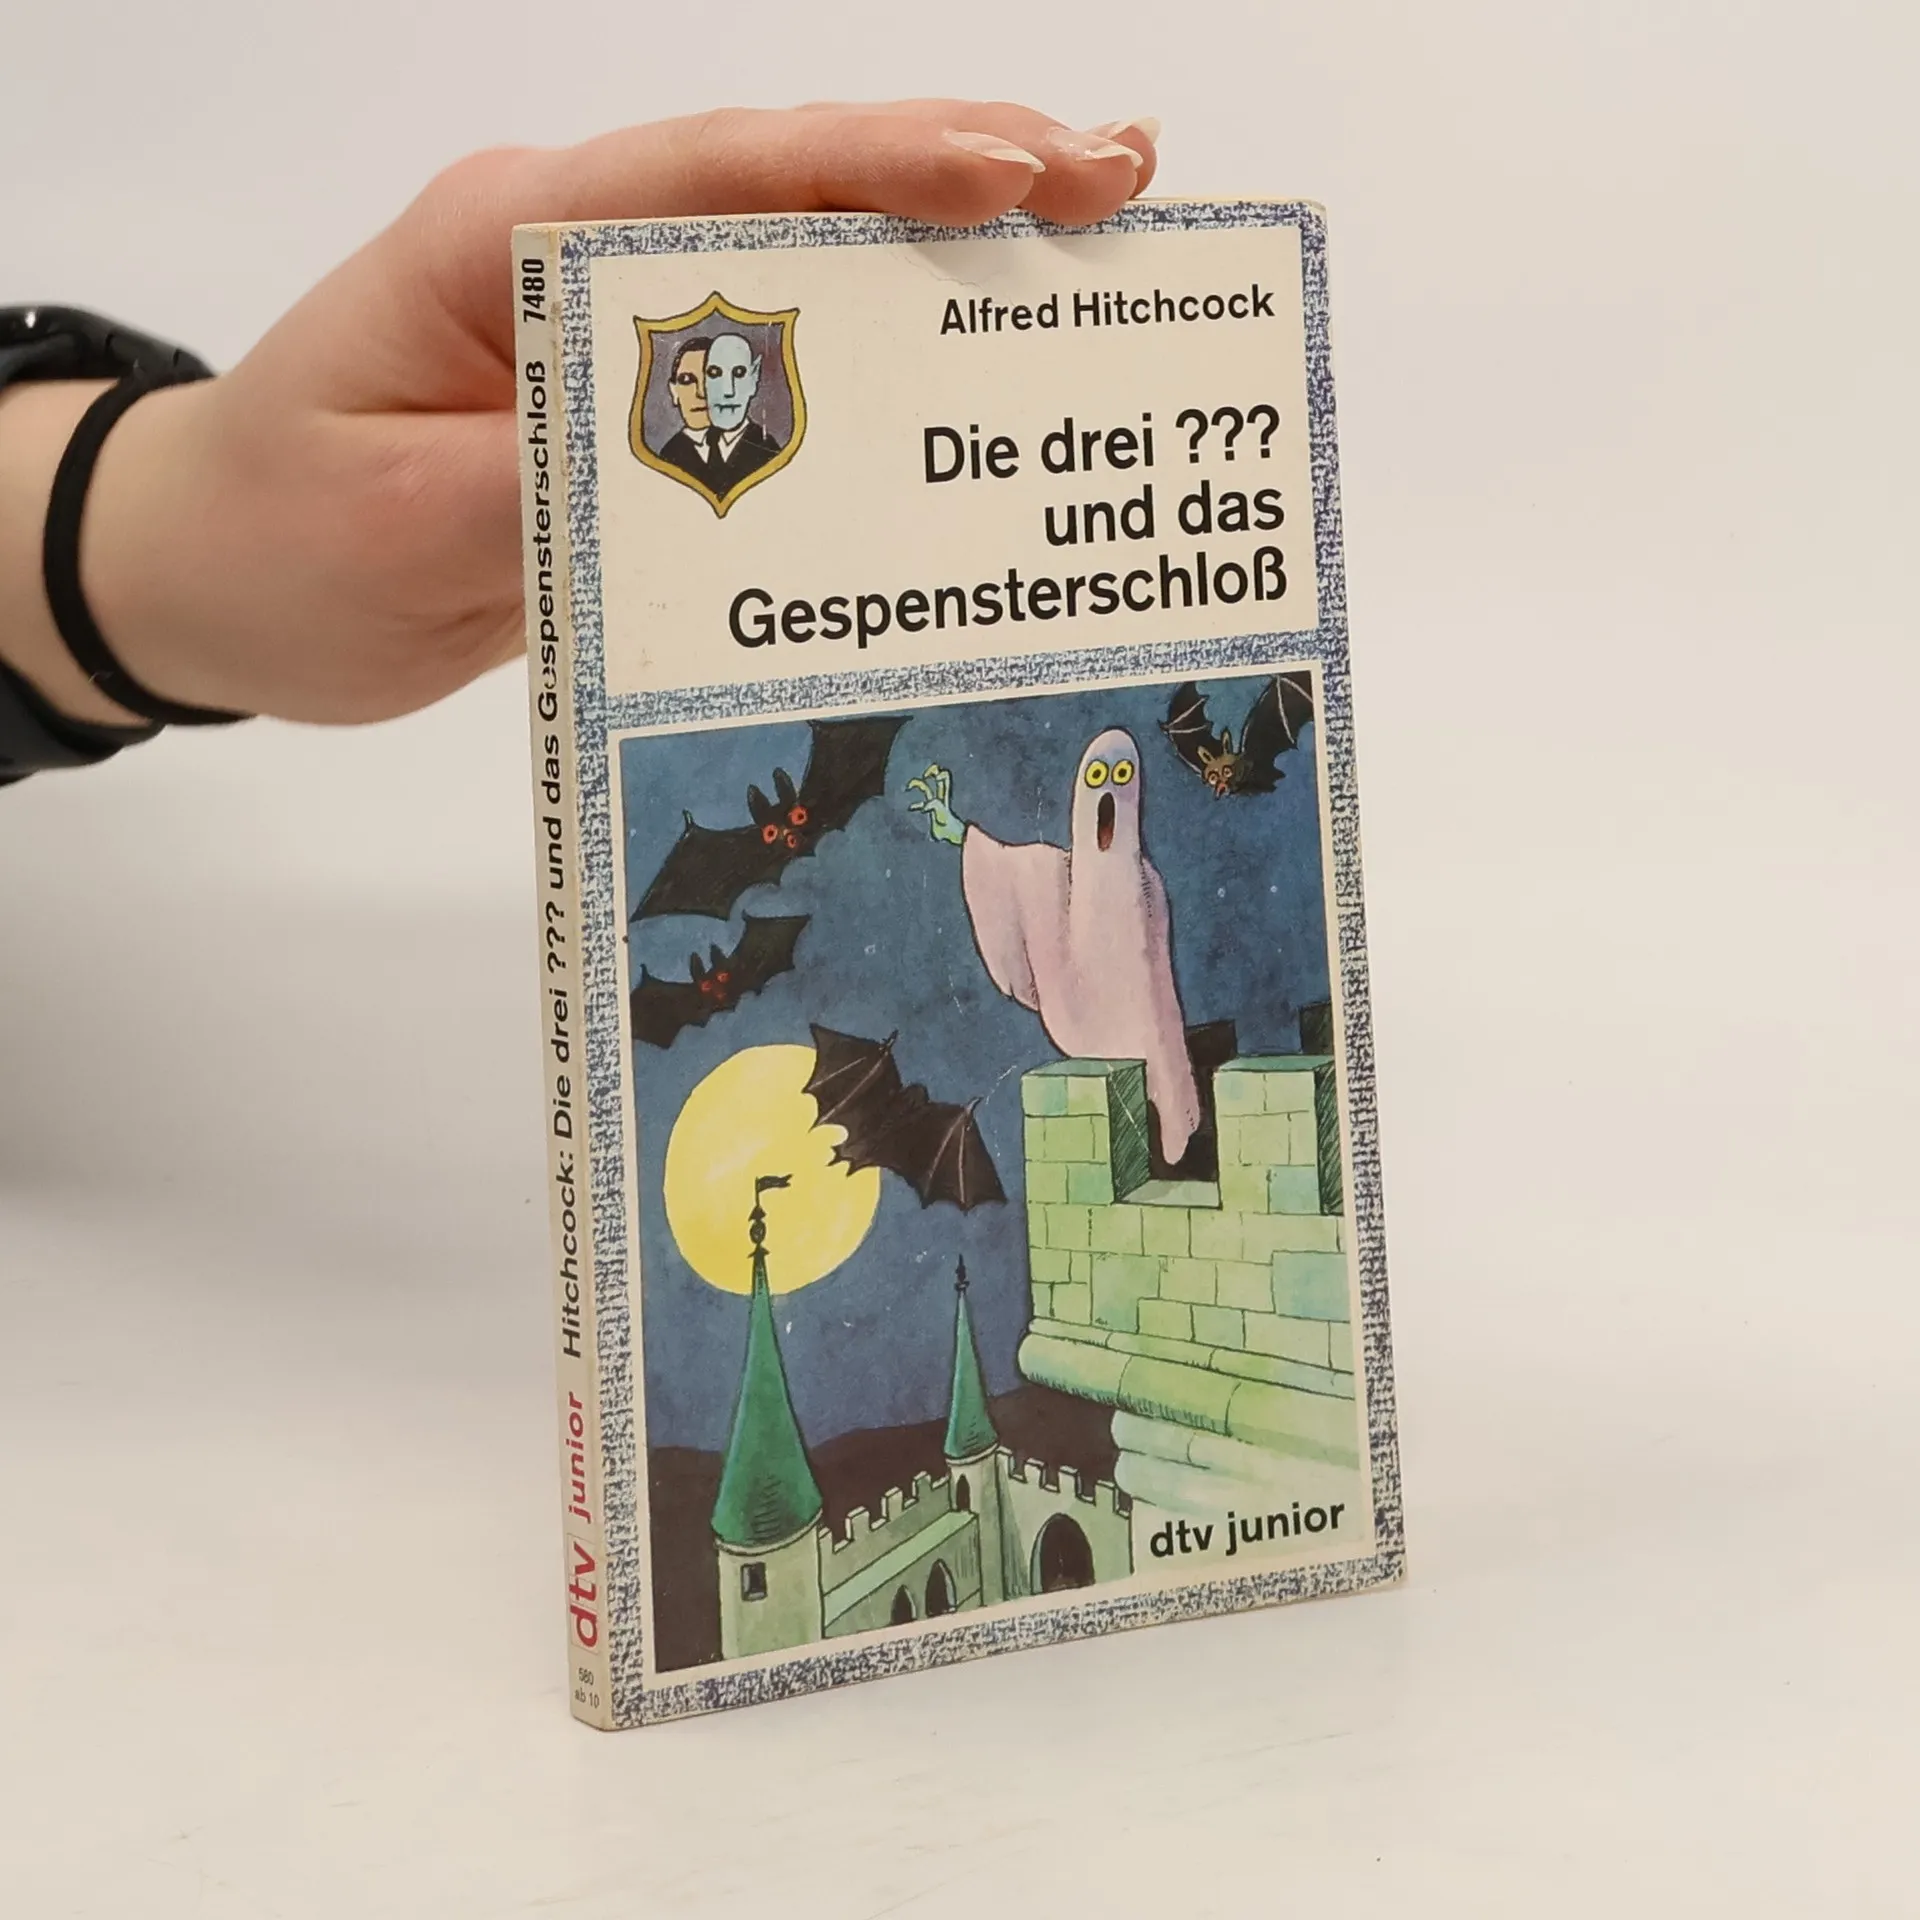 Alfred Hitchcock
Die drei ???
und das
Gespensterschloß
dtv junior
7480
Hitchcock: Die drei ??? und das Gespensterschloß
dtv junior
580
ab 10